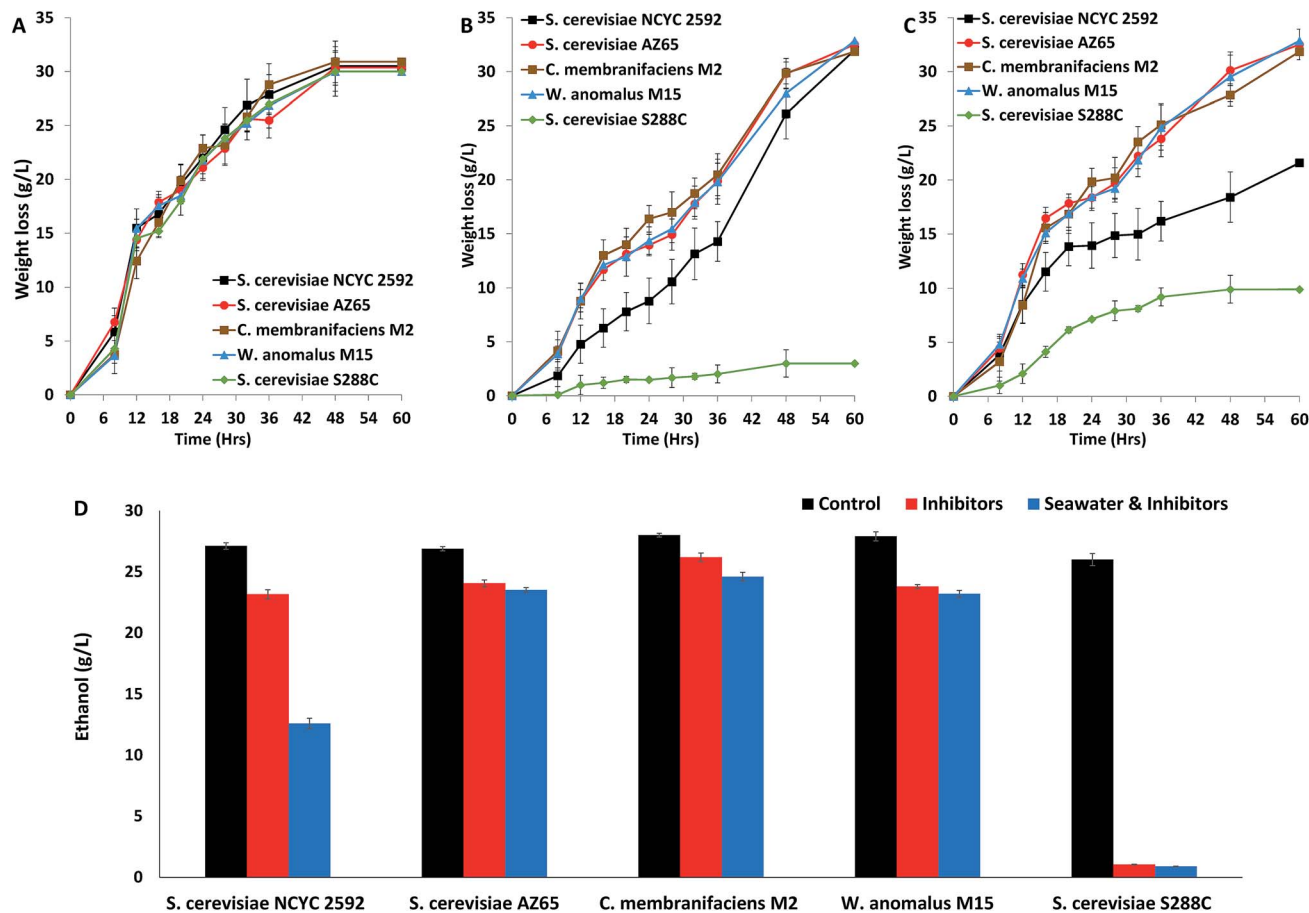 A
Weight loss (g/L)
35
30
25
20
15
10
5
0
S. cerevisiae NCYC 2592
S. cerevisiae AZ65
C. membranifaciens M2
W. anomalus M15
S. cerevisiae S288C
0 6 12 18 24 30 36 42 48 54 60
Time (Hrs)
B
Weight loss (g/L)
35
30
25
20
15
10
5
0
S. cerevisiae NCYC 2592
S. cerevisiae AZ65
C. membranifaciens M2
W. anomalus M15
S. cerevisiae S288C
0 6 12 18 24 30 36 42 48 54 60
Time (Hrs)
C
Weight loss (g/L)
35
30
25
20
15
10
5
0
S. cerevisiae NCYC 2592
S. cerevisiae AZ65
C. membranifaciens M2
W. anomalus M15
S. cerevisiae S288C
0 6 12 18 24 30 36 42 48 54 60
Time (Hrs)
D
Control Inhibitors Seawater & Inhibitors
Ethanol (g/L)
30
25
20
15
10
5
0
S. cerevisiae NCYC 2592 S. cerevisiae AZ65 C. membranifaciens M2 W. anomalus M15 S. cerevisiae S288C